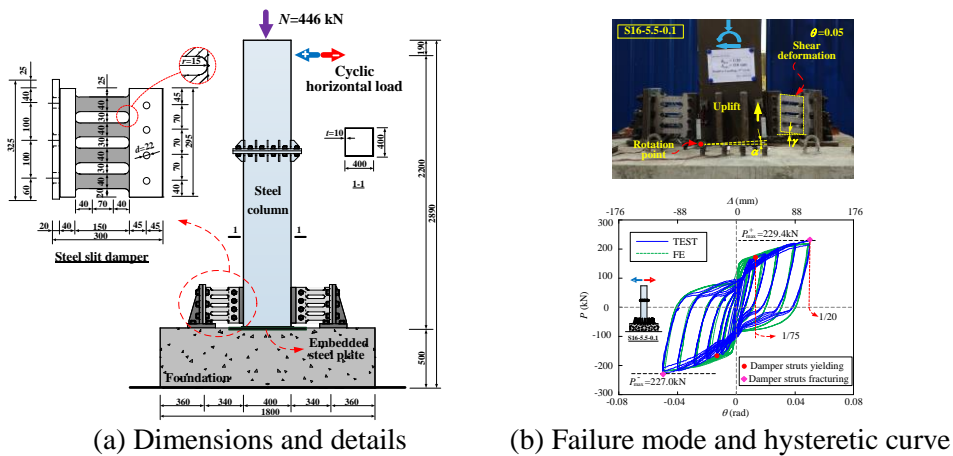 N=446 kN
Cyclic
horizontal load
190
2200
2890
500
t=10
400
400
1-1
Steel
column
1
1
r=15
25
40
100
100
60
325
25
30
40
30
40
30
40
30
20
d=22
45
70
70
70
40
295
40
70
40
20
40
150
45
45
300
Steel slit damper
Embedded
steel plate
Foundation
360
340
400
340
360
1800
(a) Dimensions and details
S16-5.5-0.1
θ=0.05
Shear
deformation
Uplift
Rotation
point
α
γ
Δ (mm)
-176
-88
0
88
176
P+max=229.4kN
TEST
FE
300
200
100
0
-100
-200
-300
P (kN)
S16-5.5-0.1
1/20
1/75
P-max=227.0kN
Damper struts yielding
Damper struts fracturing
-0.08
-0.04
0
0.04
0.08
θ (rad)
(b) Failure mode and hysteretic curve